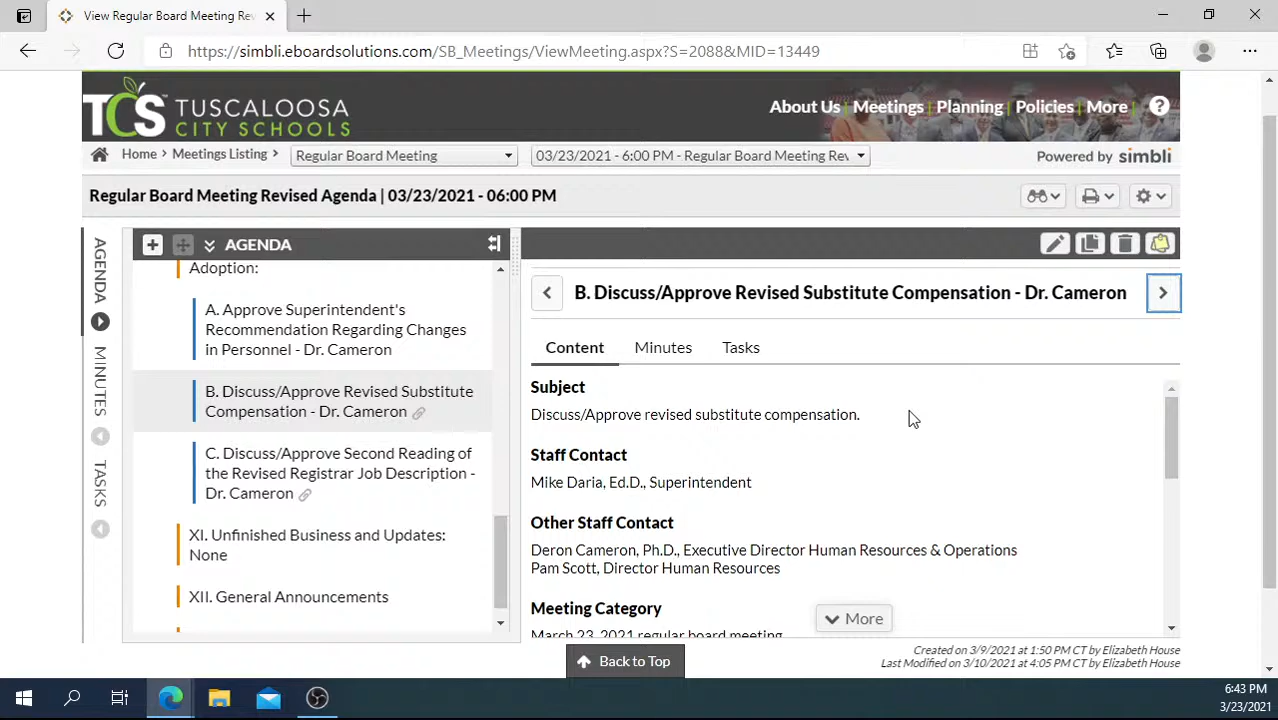 View Regular Board Meeting Rev
https://simbli.eboardsolutions.com/SB_Meetings/ViewMeeting.aspx?S=2088&MID=13449
TCS TUSCALOOSA
CITY SCHOOLS
About Us Meetings Planning Policies More ?
Home Meetings Listing Regular Board Meeting 03/23/2021 - 6:00 PM - Regular Board Meeting Rev Powered by simbli
Regular Board Meeting Revised Agenda | 03/23/2021 - 06:00 PM
AGENDA
MINUTES
TASKS
AGENDA
Adoption:
A. Approve Superintendent's
Recommendation Regarding Changes
in Personnel - Dr. Cameron
B. Discuss/Approve Revised Substitute
Compensation - Dr. Cameron
C. Discuss/Approve Second Reading of
the Revised Registrar Job Description -
Dr. Cameron
XI. Unfinished Business and Updates:
None
XII. General Announcements
B. Discuss/Approve Revised Substitute Compensation - Dr. Cameron
Content Minutes Tasks
Subject
Discuss/Approve revised substitute compensation.
Staff Contact
Mike Daria, Ed.D., Superintendent
Other Staff Contact
Deron Cameron, Ph.D., Executive Director Human Resources & Operations
Pam Scott, Director Human Resources
Meeting Category
March 23, 2021 regular board meeting
More
Created on 3/9/2021 at 1:50 PM CT by Elizabeth House
Last Modified on 3/10/2021 at 4:05 PM CT by Elizabeth House
Back to Top
6:43 PM
3/23/2021